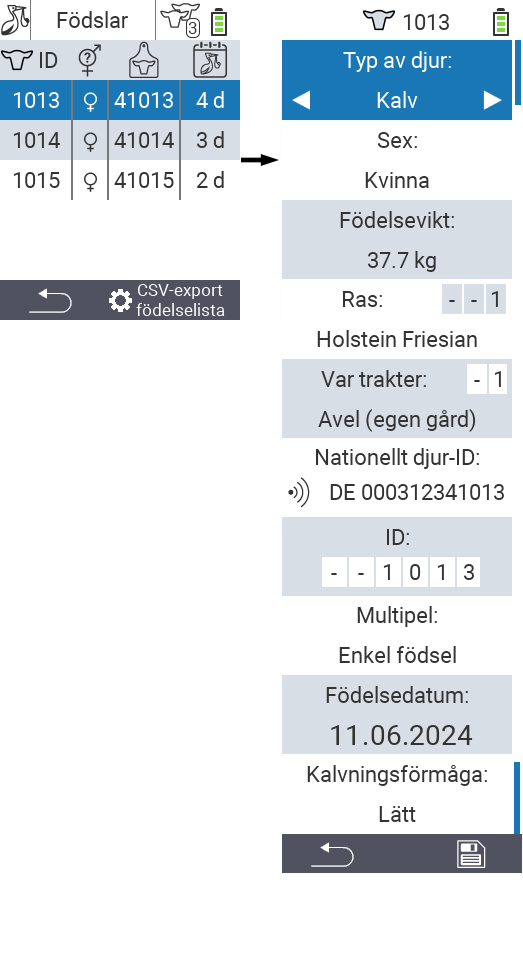 Födslar
3
ID
1013 41013 4 d
1014 41014 3 d
1015 41015 2 d
CSV-export
födelselista
1013
Typ av djur:
Kalv
Sex:
Kvinna
Födelsevikt:
37.7 kg
Ras: - - 1
Holstein Friesian
Var trakter: - 1
Avel (egen gård)
Nationellt djur-ID:
DE 000312341013
ID:
- - 1 0 1 3
Multipel:
Enkel födsel
Födelsedatum:
11.06.2024
Kalvningsförmåga:
Lätt